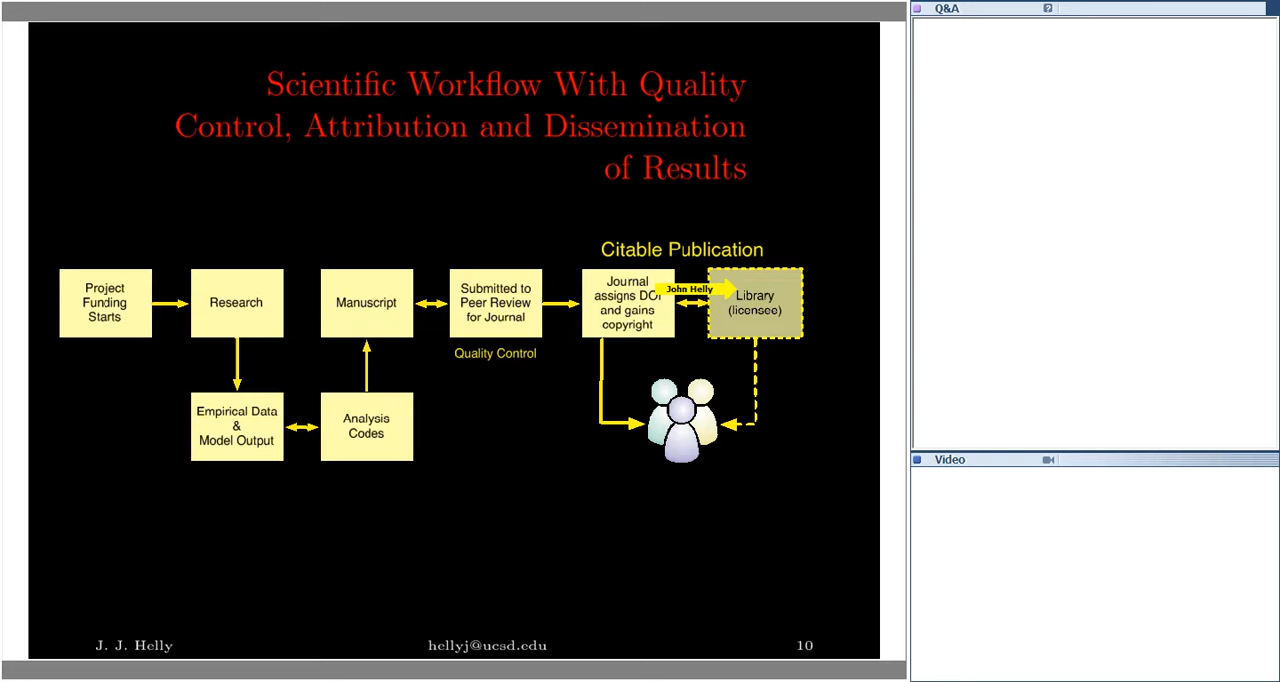 Q&A
Scientific Workflow With Quality
Control, Attribution and Dissemination
of Results
Citable Publication
Project
Funding
Starts
Research
Manuscript
Submitted to
Peer Review
for Journal
Quality Control
Journal
assigns DOI
and gains
copyright
John Helly
Library
(licensee)
Empirical Data
&
Model Output
Analysis
Codes
Video
J. J. Helly
hellyj@ucsd.edu
10